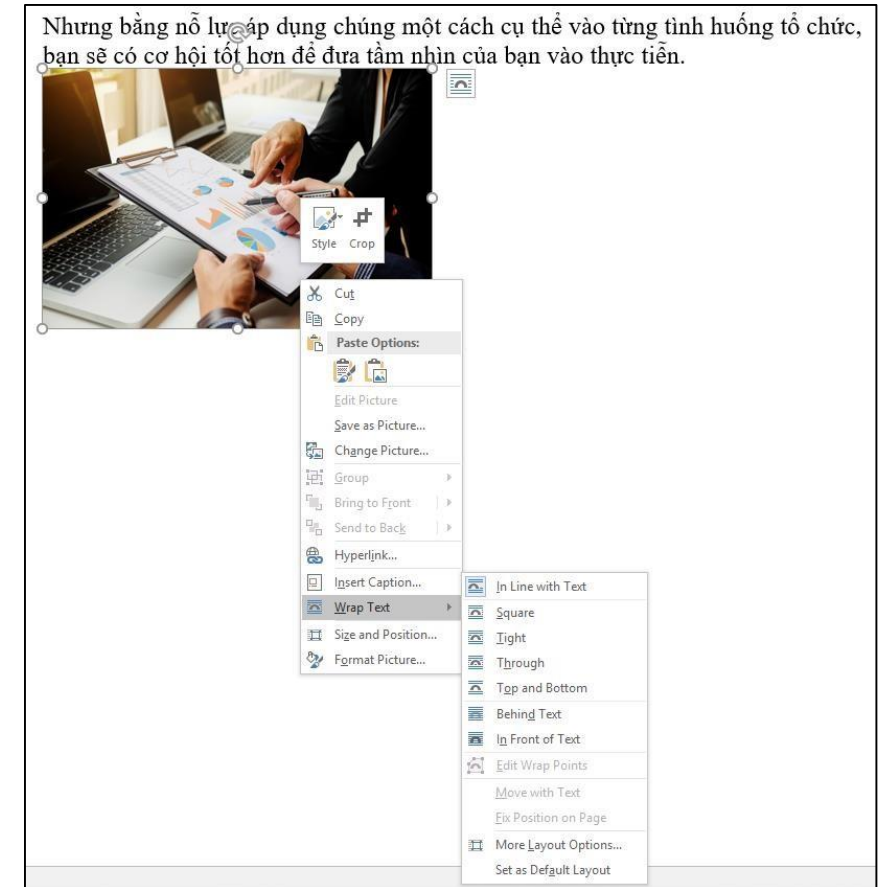 Nhưng bằng nỗ lực áp dụng chúng một cách cụ thể vào từng tình huống tổ chức,
bạn sẽ có cơ hội tốt hơn để đưa tầm nhìn của bạn vào thực tiễn.
Style Crop
Cut
Copy
Paste Options:
Edit Picture
Save as Picture...
Change Picture...
Group
Bring to Front
Send to Back
Hyperlink...
Insert Caption...
Wrap Text
Size and Position...
Format Picture...
In Line with Text
Square
Tight
Through
Top and Bottom
Behind Text
In Front of Text
Edit Wrap Points
Move with Text
Fix Position on Page
More Layout Options...
Set as Default Layout